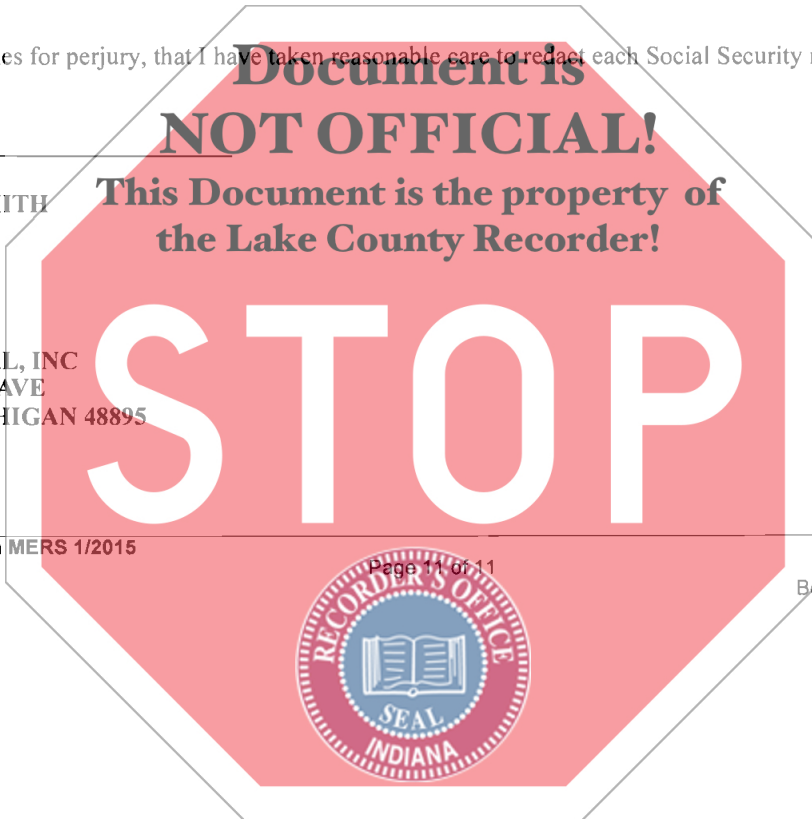 es for perjury, that I have taken reasonable care to redact each Social Security
Document is
NOT OFFICIAL!
ITH
This Document is the property of
the Lake County Recorder!
STOP
L, INC
AVE
HIGAN 48895
MERS 1/2015
Page 11 of 11
RECORDER'S OFFICE
SEAL
INDIANA